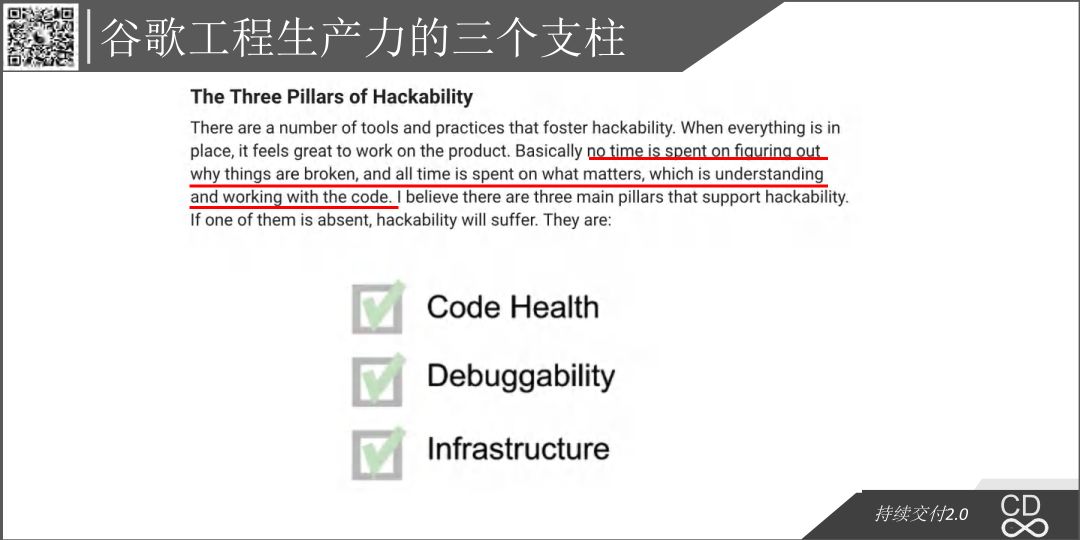 谷歌工程生产力的三个支柱
The Three Pillars of Hackability
There are a number of tools and practices that foster hackability. When everything is in
place, it feels great to work on the product. Basically no time is spent on figuring out
why things are broken, and all time is spent on what matters, which is understanding
and working with the code. I believe there are three main pillars that support hackability.
If one of them is absent, hackability will suffer. They are:
Code Health
Debuggability
Infrastructure
持续交付2.0
CD